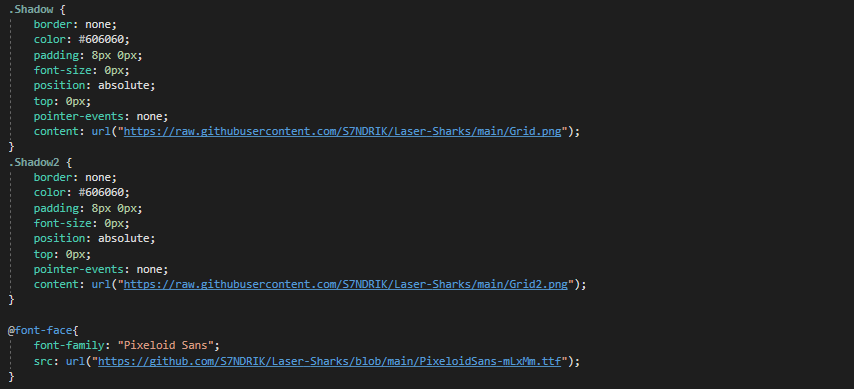 .Shadow {
border: none;
color: #606060;
padding: 8px 0px;
font-size: 0px;
position: absolute;
top: 0px;
pointer-events: none;
content: url("https://raw.githubusercontent.com/S7NDRIK/Laser-Sharks/main/Grid.png");
}
.Shadow2 {
border: none;
color: #606060;
padding: 8px 0px;
font-size: 0px;
position: absolute;
top: 0px;
pointer-events: none;
content: url("https://raw.githubusercontent.com/S7NDRIK/Laser-Sharks/main/Grid2.png");
}
@font-face{
font-family: "Pixeloid Sans";
src: url("https://github.com/S7NDRIK/Laser-Sharks/blob/main/PixeloidSans-mLxMm.ttf");
}